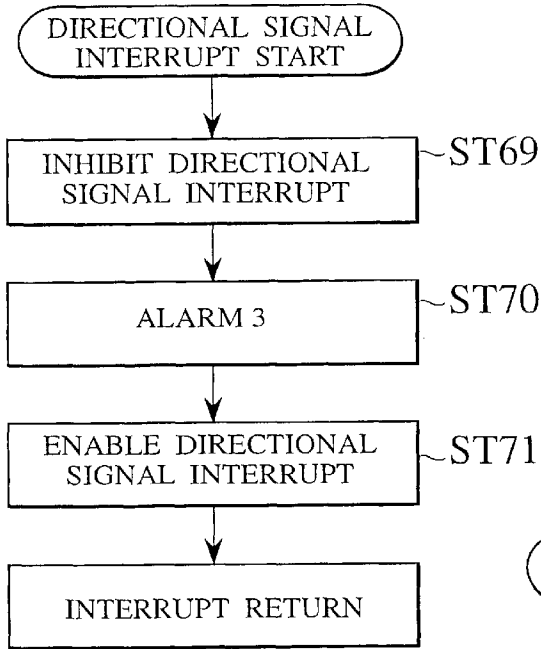 DIRECTIONAL SIGNAL
INTERRUPT START
INHIBIT DIRECTIONAL
SIGNAL INTERRUPT
ST69
ALARM 3
ST70
ENABLE DIRECTIONAL
SIGNAL INTERRUPT
ST71
INTERRUPT RETURN